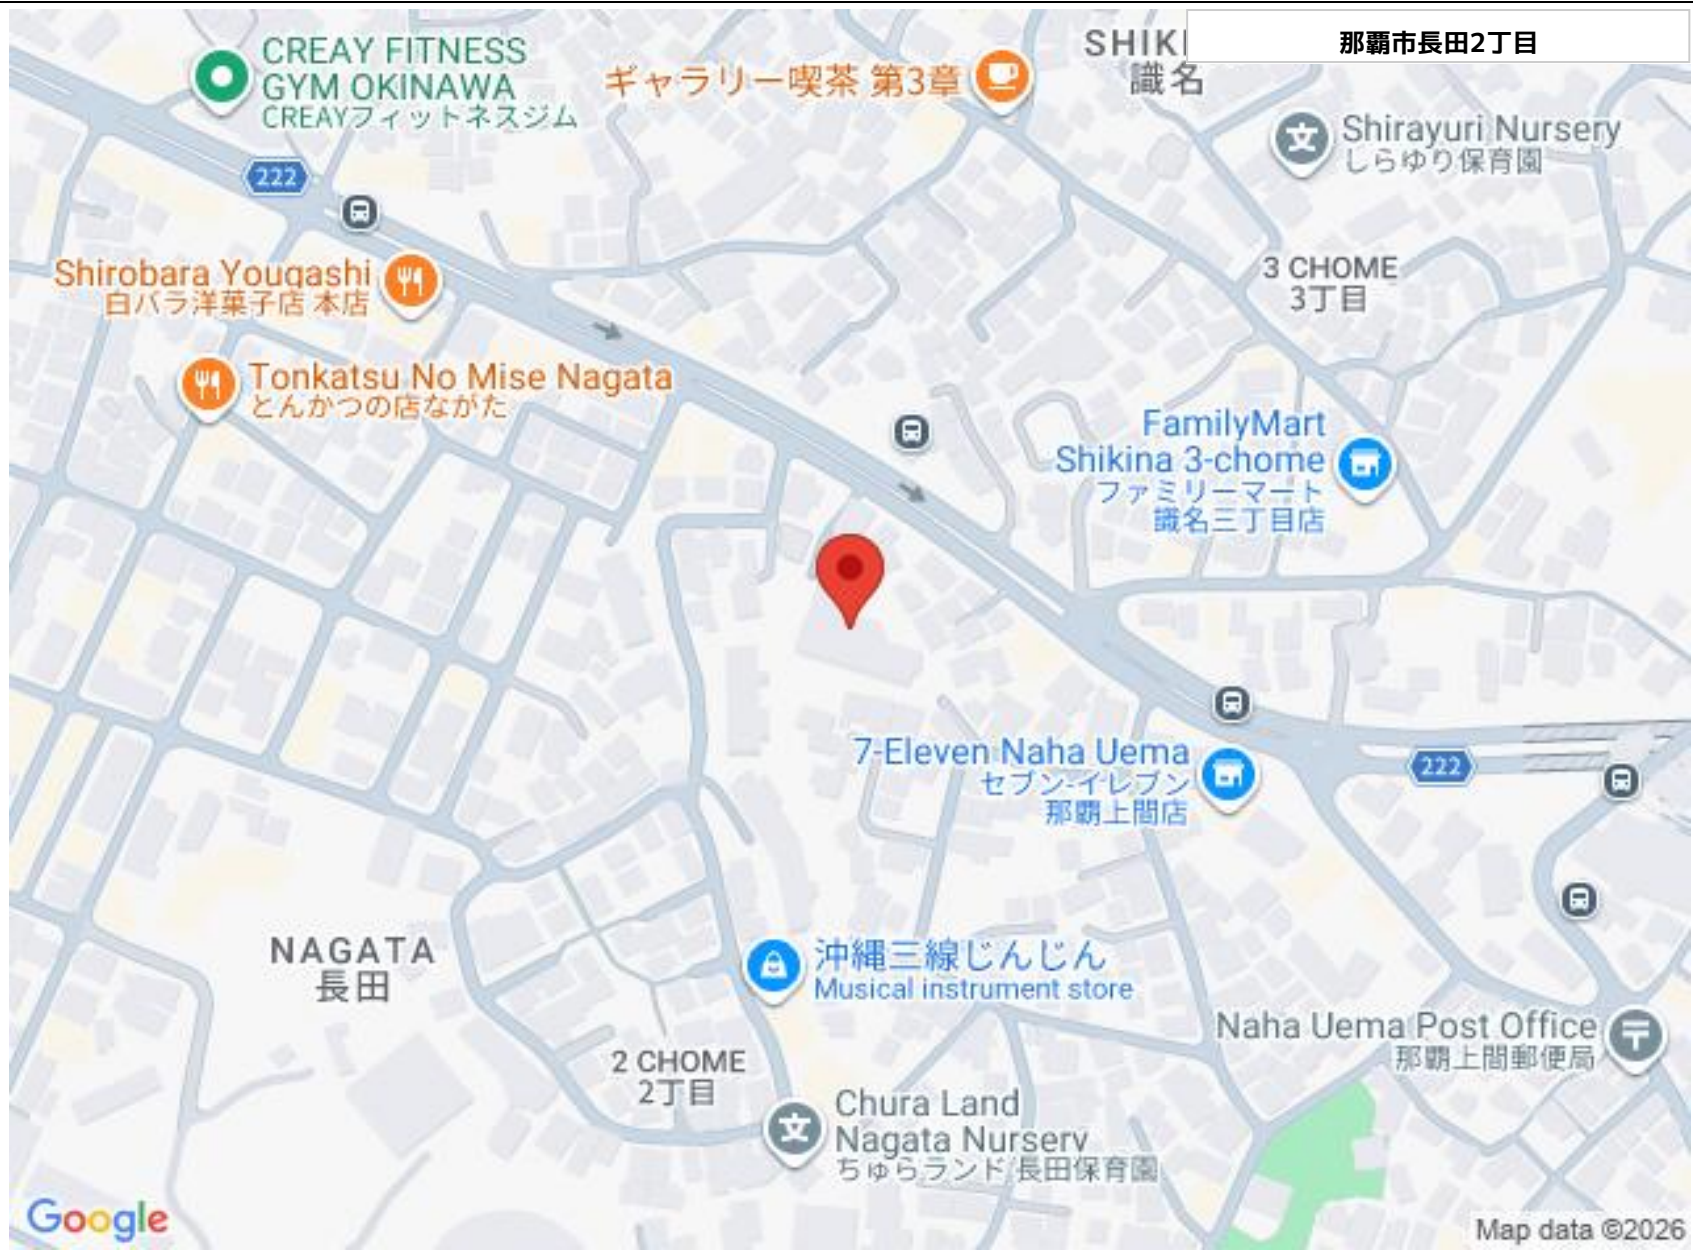 那覇市長田2丁目
CREAY FITNESS
GYM OKINAWA
CREAYフィットネスジム
ギャラリー喫茶 第3章
SHIKI
識名
Shirayuri Nursery
しらゆり保育園
222
Shirobara Yougashi
白バラ洋菓子店 本店
3 CHOME
3丁目
Tonkatsu No Mise Nagata
とんかつの店ながた
FamilyMart
Shikina 3-chome
ファミリーマート
識名三丁目店
7-Eleven Naha Uema
セブン-イレブン
那覇上間店
222
NAGATA
長田
沖縄三線じんじん
Musical instrument store
Naha Uema Post Office
那覇上間郵便局
2 CHOME
2丁目
Chura Land
Nagata Nursery
ちゅらランド 長田保育園
Google
Map data ©2026